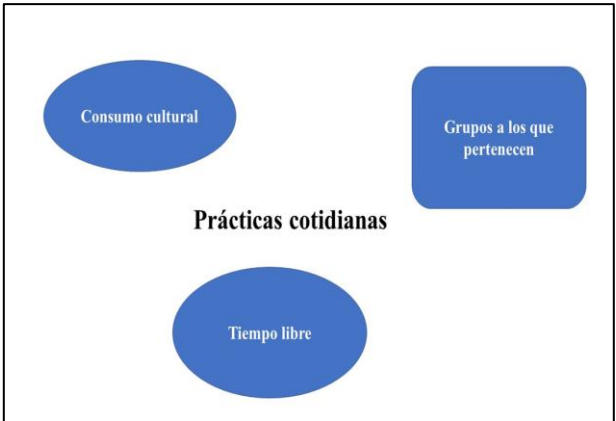 Consumo cultural
Grupos a los que
pertenecen
Prácticas cotidianas
Tiempo libre